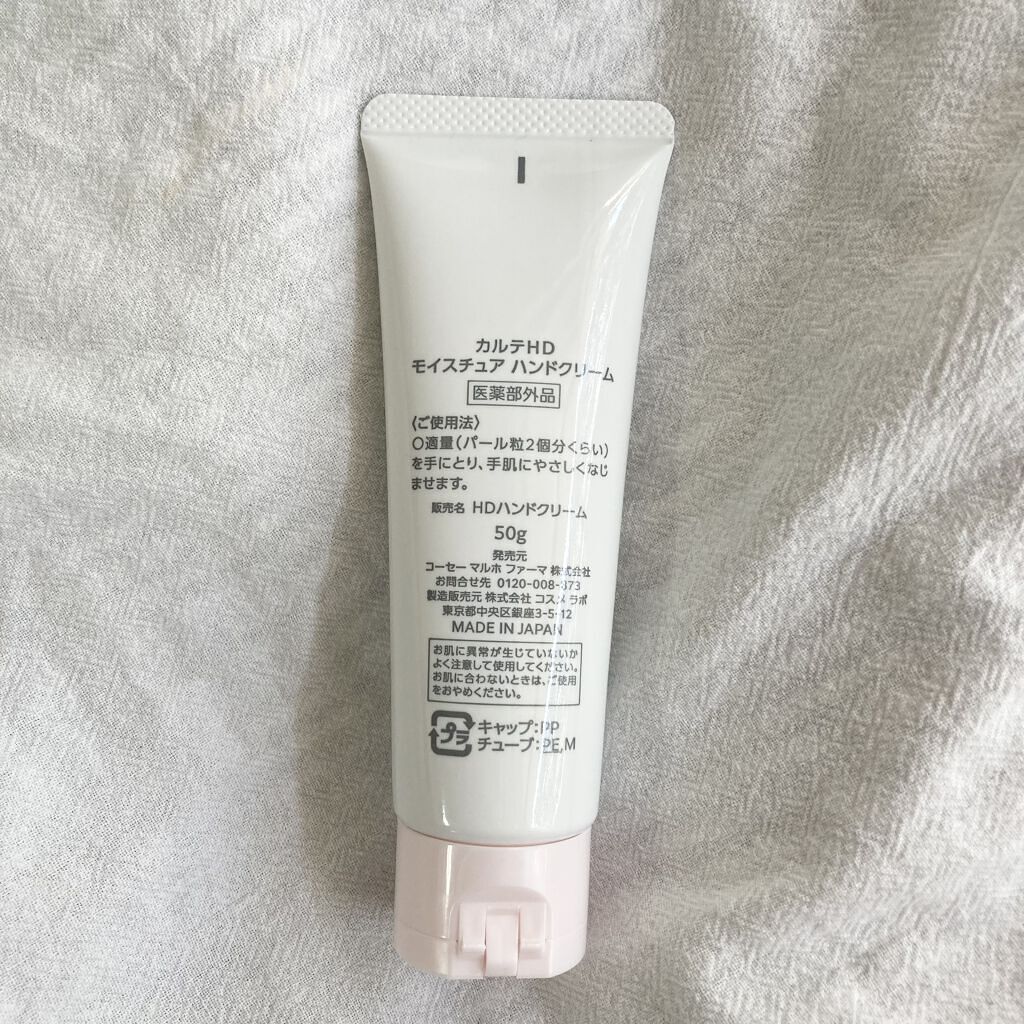 カルテHD
モイスチュア ハンドクリーム
医薬部外品
〈ご使用法〉
○適量(パール粒2個分くらい)
を手にとり、手肌にやさしくなじ
ませます。
販売名 HDハンドクリーム
50g
発売元
コーセー マルホ ファーマ 株式会社
お問合せ先 0120-008-873
製造販売元 株式会社 コスメ ラボ
東京都中央区銀座3-5-12
MADE IN JAPAN
お肌に異常が生じていないか
よく注意して使用してください。
お肌に合わないときは、ご使用
をおやめください。
プラ
キャップ:PP
チューブ:PE,M